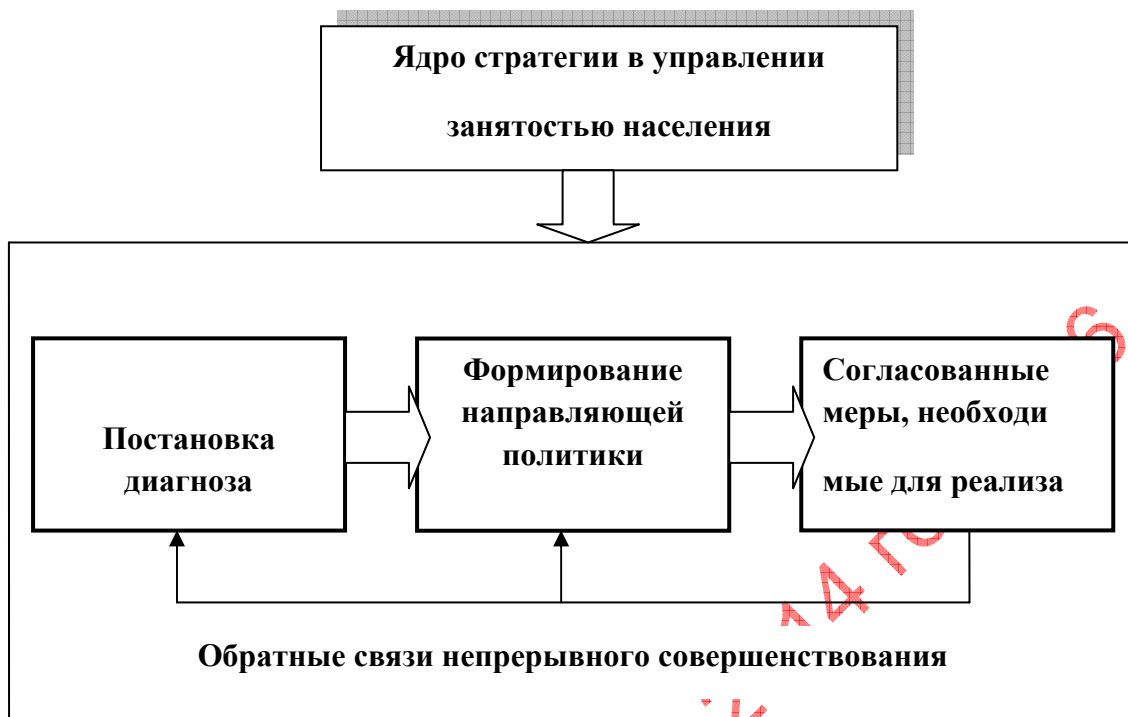 Ядро стратегии в управлении
занятостью населения
Постановка
диагноза
Формирование
направляющей
политики
Согласованные
меры, необходи
мые для реализа
14
Обратные связи непрерывного совершенствования